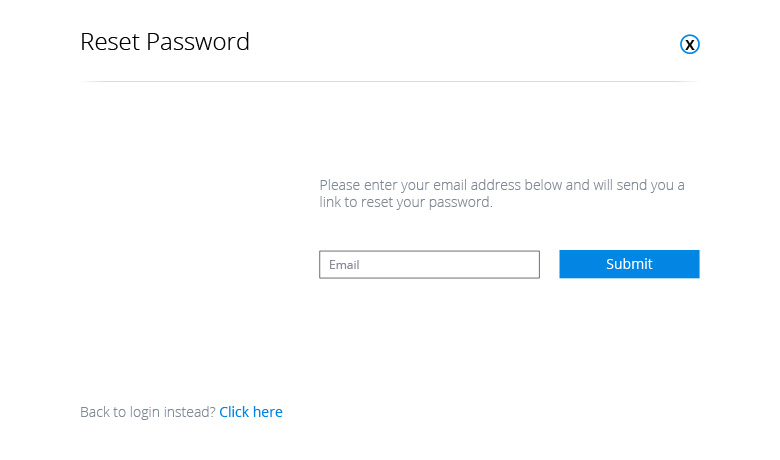 Reset Password
X
Please enter your email address below and will send you a
link to reset your password.
Email
Submit
Back to login instead? Click here